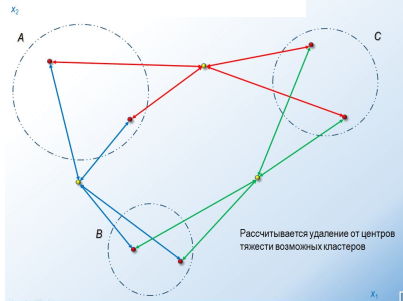 x₂
A
C
B
Рассчитывается удаление от центров
тяжести возможных кластеров
x₁